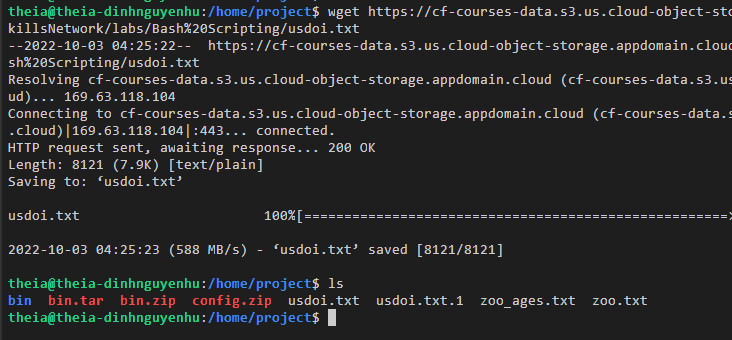 theia@theia-dinhnguyenhu:/home/project$ wget https://cf-courses-data.s3.us.cloud-object-sto
killsNetwork/labs/Bash%20Scripting/usdoi.txt
--2022-10-03 04:25:22--  https://cf-courses-data.s3.us.cloud-object-storage.appdomain.cloud
sh%20Scripting/usdoi.txt
Resolving cf-courses-data.s3.us.cloud-object-storage.appdomain.cloud (cf-courses-data.s3.us
ud)... 169.63.118.104
Connecting to cf-courses-data.s3.us.cloud-object-storage.appdomain.cloud (cf-courses-data.s
.cloud)|169.63.118.104|:443... connected.
HTTP request sent, awaiting response... 200 OK
Length: 8121 (7.9K) [text/plain]
Saving to: ‘usdoi.txt’
usdoi.txt                       100%[=====================================================>
2022-10-03 04:25:23 (588 MB/s) - ‘usdoi.txt’ saved [8121/8121]
theia@theia-dinhnguyenhu:/home/project$ ls
bin  bin.tar  bin.zip  config.zip  usdoi.txt  usdoi.txt.1  zoo_ages.txt  zoo.txt
theia@theia-dinhnguyenhu:/home/project$